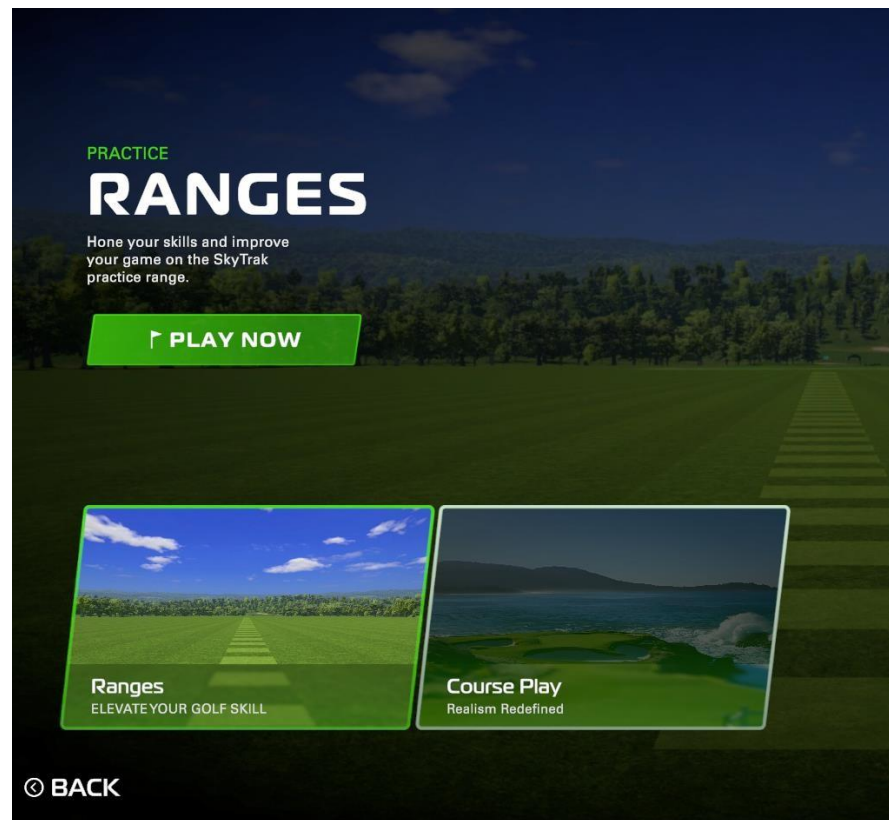 PRACTICE
RANGES
Hone your skills and improve
your game on the SkyTrak
practice range.
PLAY NOW
Ranges
ELEVATE YOUR GOLF SKILL
Course Play
Realism Redefined
BACK